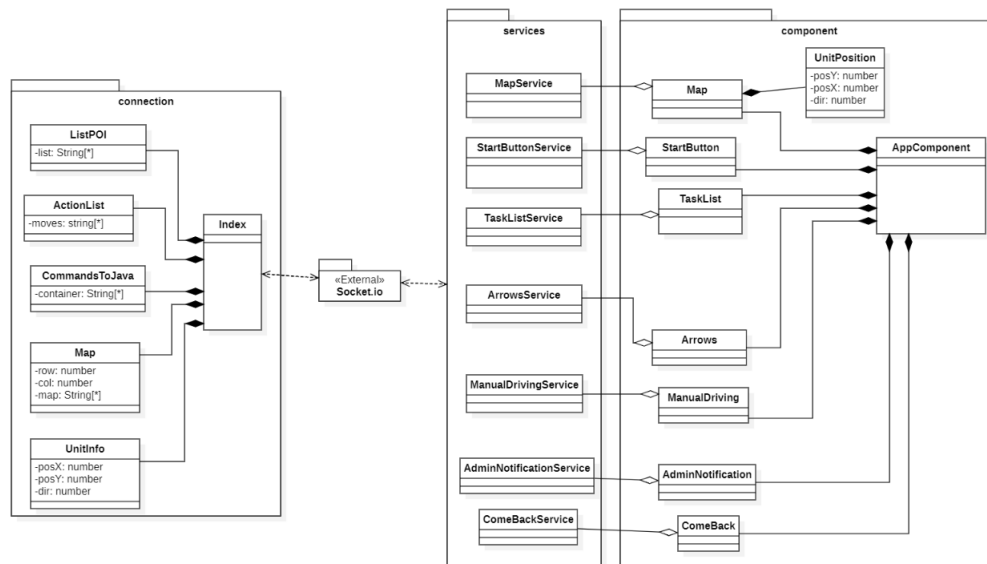 connection
ListPOI
-list: String[*]
ActionList
-moves: string[*]
CommandsToJava
-container: String[*]
Map
-row: number
-col: number
-map: String[*]
UnitInfo
-posX: number
-posY: number
-dir: number
Index
«External»
Socket.io
services
MapService
StartButtonService
TaskListService
ArrowsService
ManualDrivingService
AdminNotificationService
ComeBackService
component
UnitPosition
-posY: number
-posX: number
-dir: number
Map
StartButton
TaskList
Arrows
ManualDriving
AdminNotification
ComeBack
AppComponent